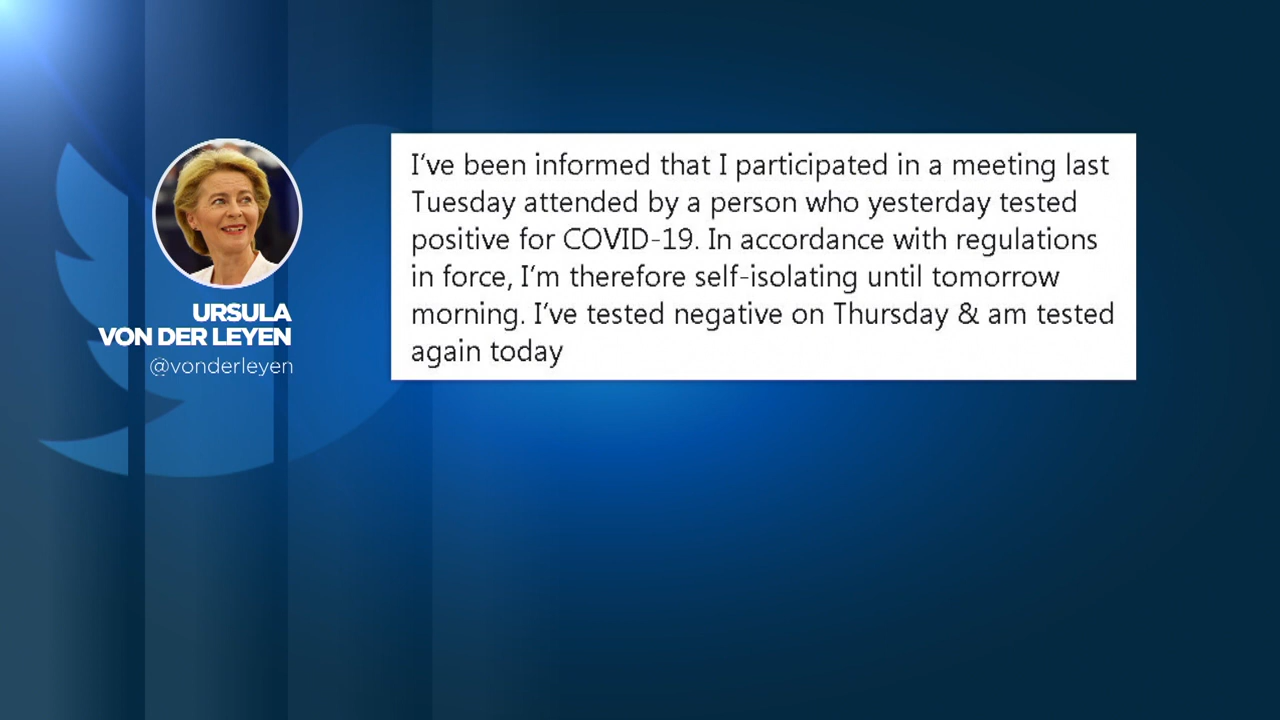 URSULA
VON DER LEYEN
@vonderleyen
I've been informed that I participated in a meeting last
Tuesday attended by a person who yesterday tested
positive for COVID-19. In accordance with regulations
in force, I'm therefore self-isolating until tomorrow
morning. I've tested negative on Thursday & am tested
again today